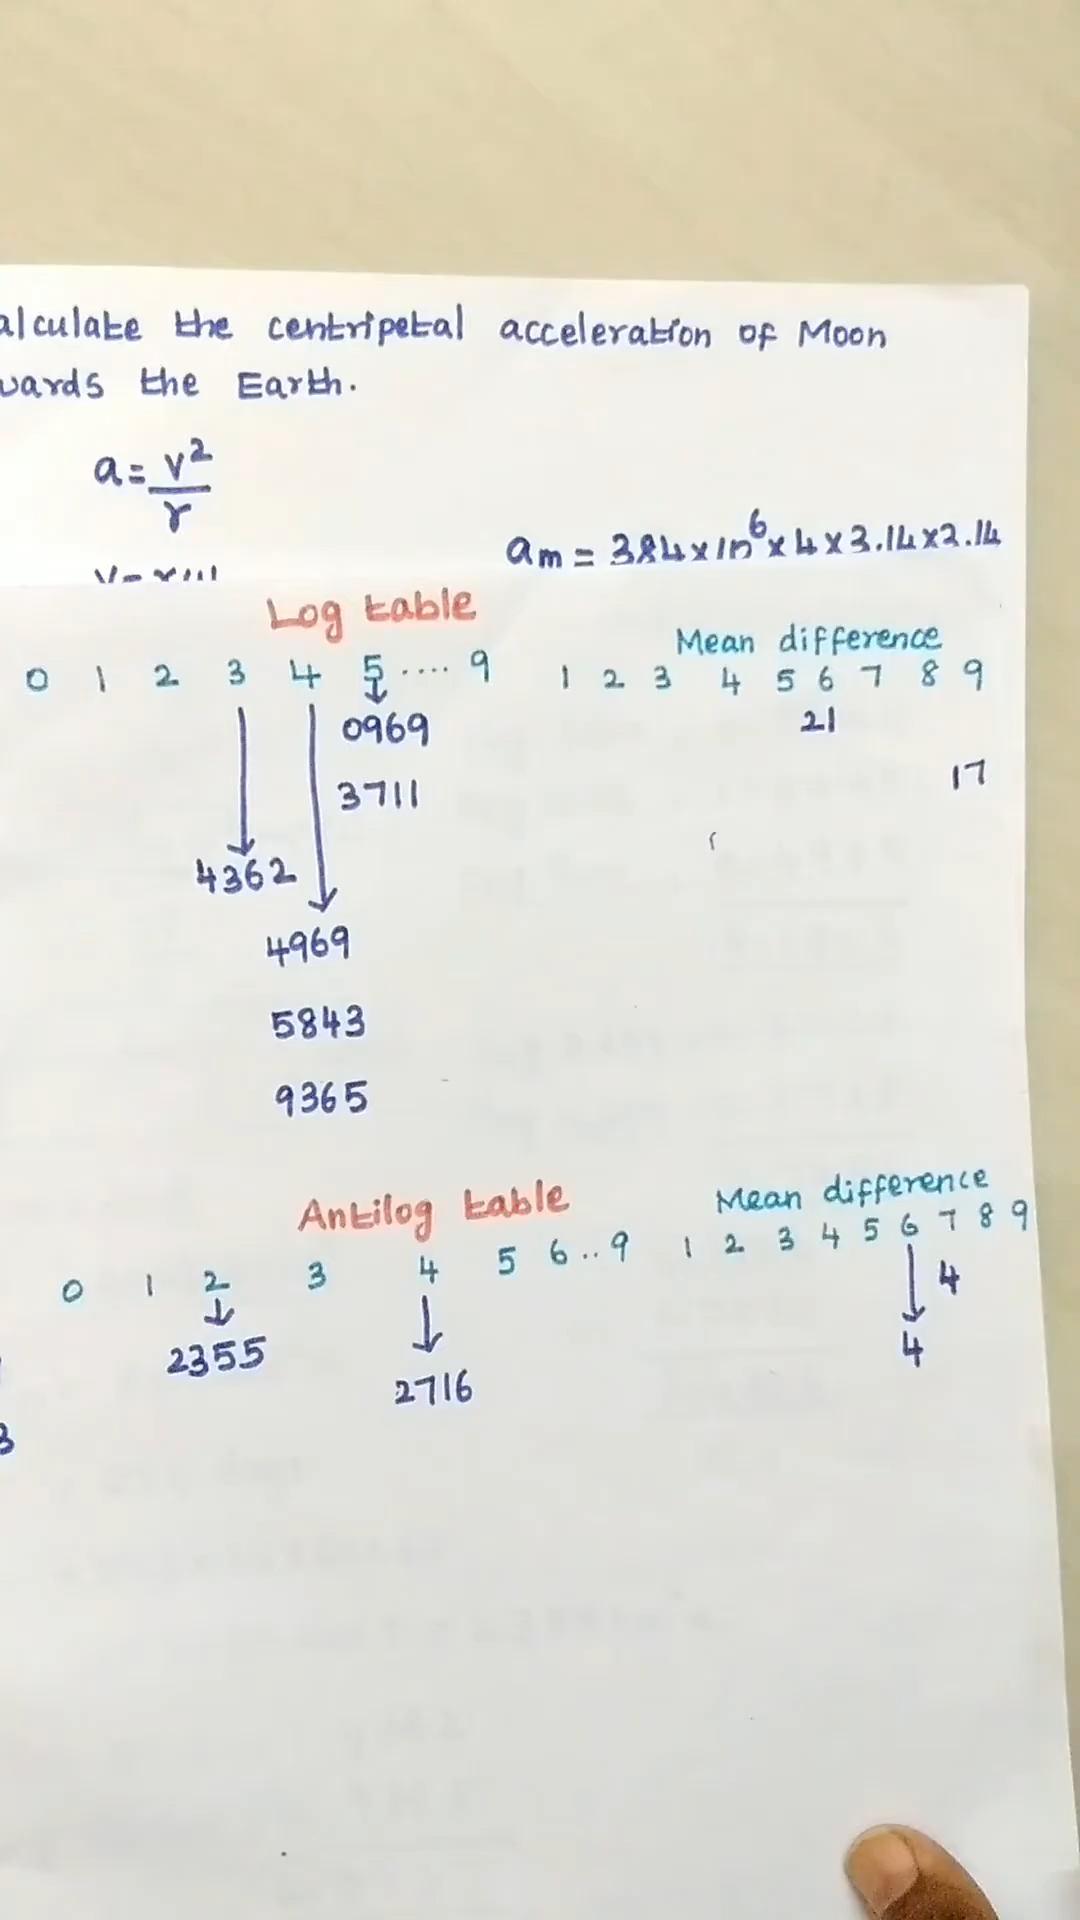 alculate the centripetal acceleration of Moon
wards the Earth.
a = v²
r
am = 384×10⁶×4×3.14×3.14
Log table
Mean difference
0 1 2 3 4 5 .... 9 1 2 3 4 5 6 7 8 9
0969 21
3711 17
4362
4969
5843
9365
Antilog table Mean difference
0 1 2 3 4 5 6 .. 9 1 2 3 4 5 6 7 8 9
4
2355 4
2716
3